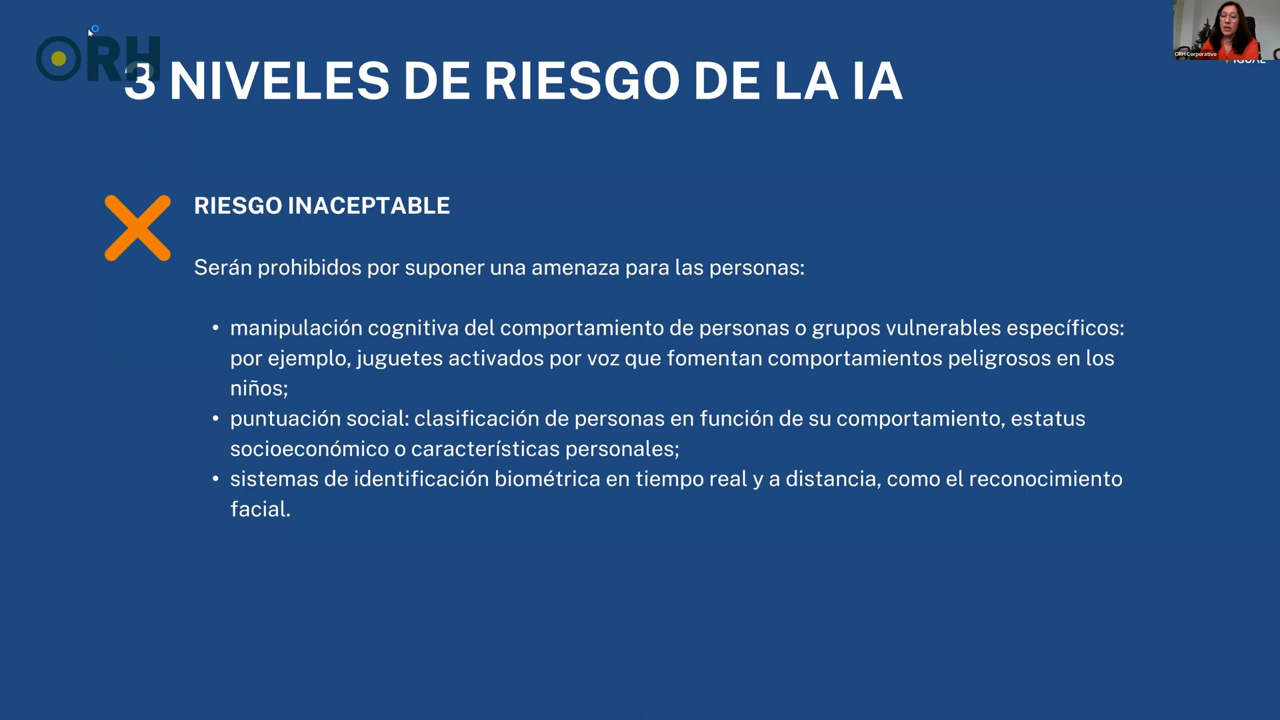 ORH
3 NIVELES DE RIESGO DE LA IA
ORH Corporativo
IGUAL
RIESGO INACEPTABLE
Serán prohibidos por suponer una amenaza para las personas:
• manipulación cognitiva del comportamiento de personas o grupos vulnerables específicos:
por ejemplo, juguetes activados por voz que fomentan comportamientos peligrosos en los
niños;
• puntuación social: clasificación de personas en función de su comportamiento, estatus
socioeconómico o características personales;
• sistemas de identificación biométrica en tiempo real y a distancia, como el reconocimiento
facial.